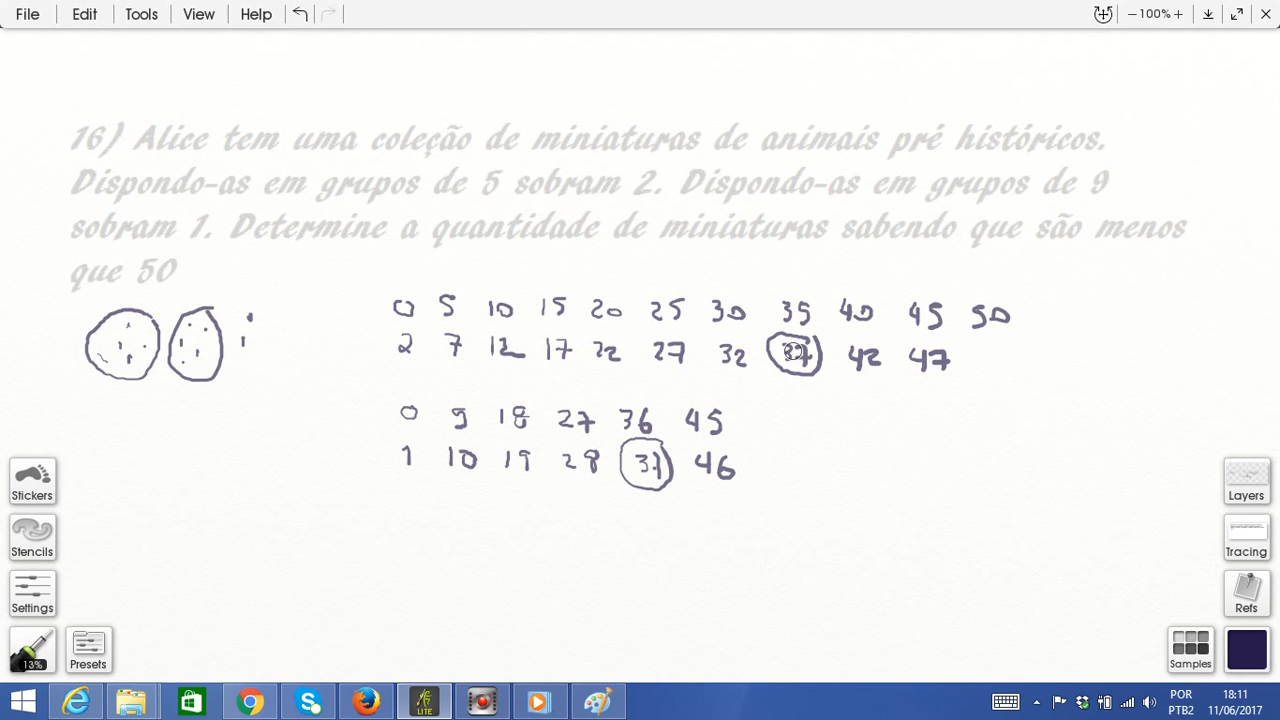 File Edit Tools View Help
−100%+
16) Alice tem uma coleção de miniaturas de animais pré históricos.
Dispondo-as em grupos de 5 sobram 2. Dispondo-as em grupos de 9
sobram 1. Determine a quantidade de miniaturas sabendo que são menos
que 50
0 5 10 15 20 25 30 35 40 45 50
2 7 12 17 22 27 32 37 42 47
0 9 18 27 36 45
1 10 19 28 37 46
Stickers
Stencils
Settings
13%
Presets
Layers
Tracing
Refs
Samples
LITE
POR
PTB2
18:11
11/06/2017